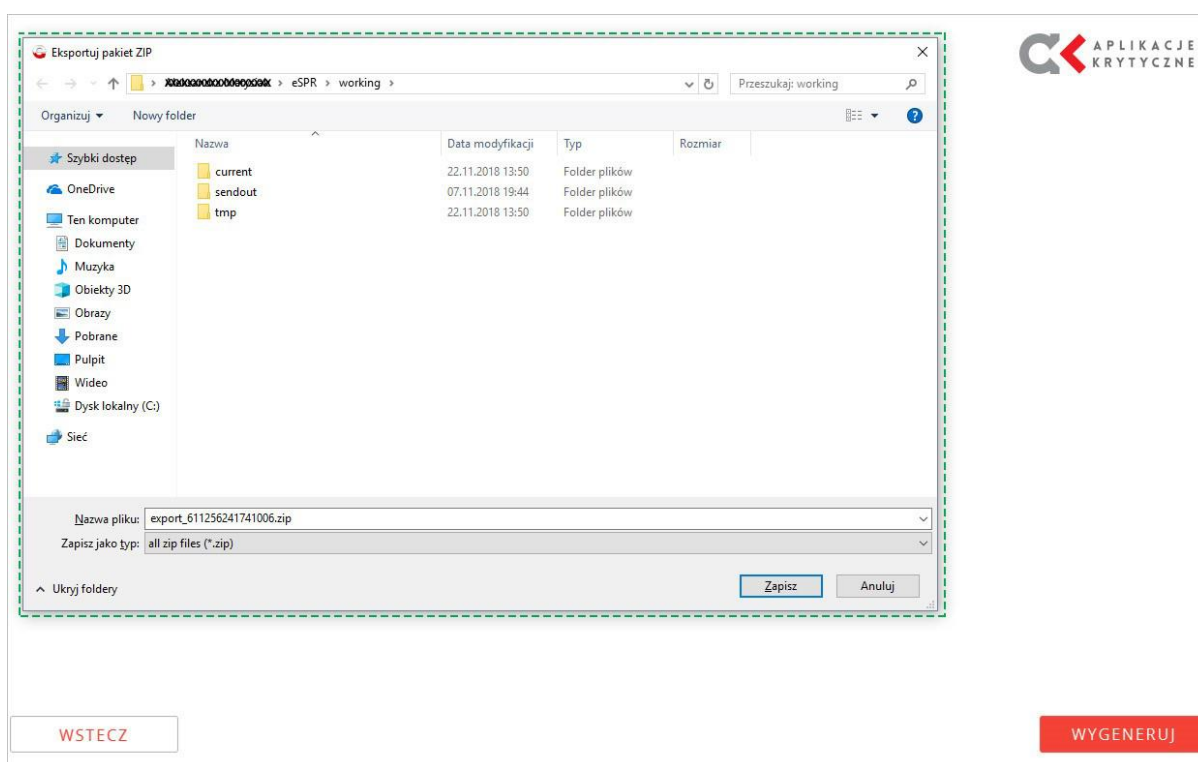 Eksportuj pakiet ZIP
APLIKACJE
KRYTYCZNE
eSPR › working ›
Przeszukaj: working
Organizuj
Nowy folder
Nazwa
Data modyfikacji
Typ
Rozmiar
Szybki dostęp
OneDrive
Ten komputer
Dokumenty
Muzyka
Obiekty 3D
Obrazy
Pobrane
Pulpit
Wideo
Dysk lokalny (C:)
Sieć
current 22.11.2018 13:50 Folder plików
sendout 07.11.2018 19:44 Folder plików
tmp 22.11.2018 13:50 Folder plików
Nazwa pliku: export_611256241741006.zip
Zapisz jako typ: all zip files (*.zip)
Ukryj foldery
Zapisz
Anuluj
WSTECZ
WYGENERUJ